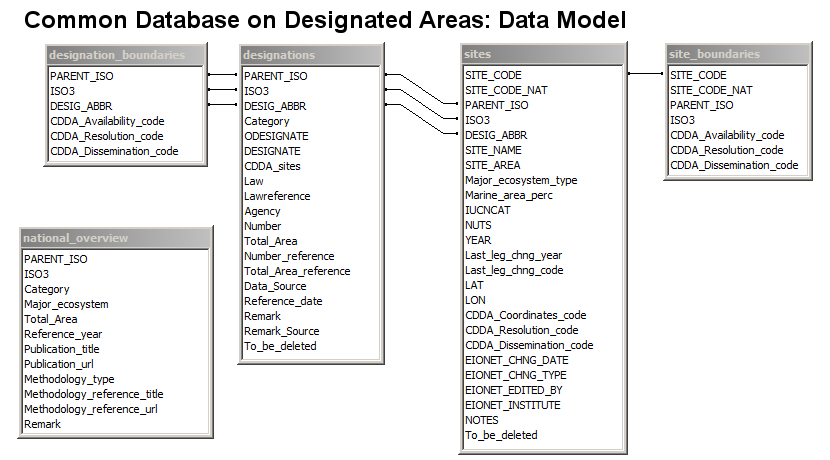 Common Database on Designated Areas: Data Model
designation_boundaries
PARENT_ISO
ISO3
DESIG_ABBR
CDDA_Availability_code
CDDA_Resolution_code
CDDA_Dissemination_code
designations
PARENT_ISO
ISO3
DESIG_ABBR
Category
ODESIGNATE
DESIGNATE
CDDA_sites
Law
Lawreference
Agency
Number
Total_Area
Number_reference
Total_Area_reference
Data_Source
Reference_date
Remark
Remark_Source
To_be_deleted
sites
SITE_CODE
SITE_CODE_NAT
PARENT_ISO
ISO3
DESIG_ABBR
SITE_NAME
SITE_AREA
Major_ecosystem_type
Marine_area_perc
IUCNCAT
NUTS
YEAR
Last_leg_chng_year
Last_leg_chng_code
LAT
LON
CDDA_Coordinates_code
CDDA_Resolution_code
CDDA_Dissemination_code
EIONET_CHNG_DATE
EIONET_CHNG_TYPE
EIONET_EDITED_BY
EIONET_INSTITUTE
NOTES
To_be_deleted
site_boundaries
SITE_CODE
SITE_CODE_NAT
PARENT_ISO
ISO3
CDDA_Availability_code
CDDA_Resolution_code
CDDA_Dissemination_code
national_overview
PARENT_ISO
ISO3
Category
Major_ecosystem
Total_Area
Reference_year
Publication_title
Publication_url
Methodology_type
Methodology_reference_title
Methodology_reference_url
Remark